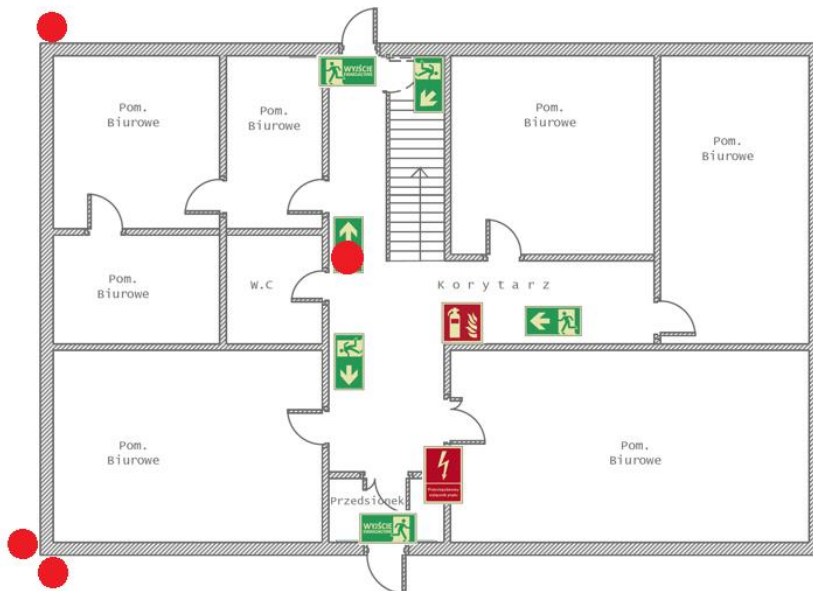 WYJŚCIE
EWAKUACYJNE
Pom.
Biurowe
Pom.
Biurowe
Pom.
Biurowe
Pom.
Biurowe
Pom.
Biurowe
W.C
Korytarz
Pom.
Biurowe
Pom.
Biurowe
Przedsionek
WYJŚCIE
EWAKUACYJNE